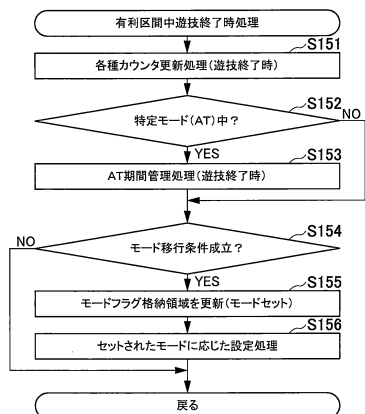 有利区間中遊技終了時処理
S151
各種カウンタ更新処理(遊技終了時)
S152
特定モード(AT)中?
NO
YES
S153
AT期間管理処理(遊技終了時)
S154
NO
モード移行条件成立?
YES
S155
モードフラグ格納領域を更新(モードセット)
S156
セットされたモードに応じた設定処理
戻る